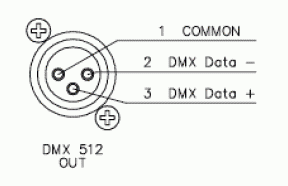 1 COMMON
2 DMX Data -
3 DMX Data +
DMX 512
OUT